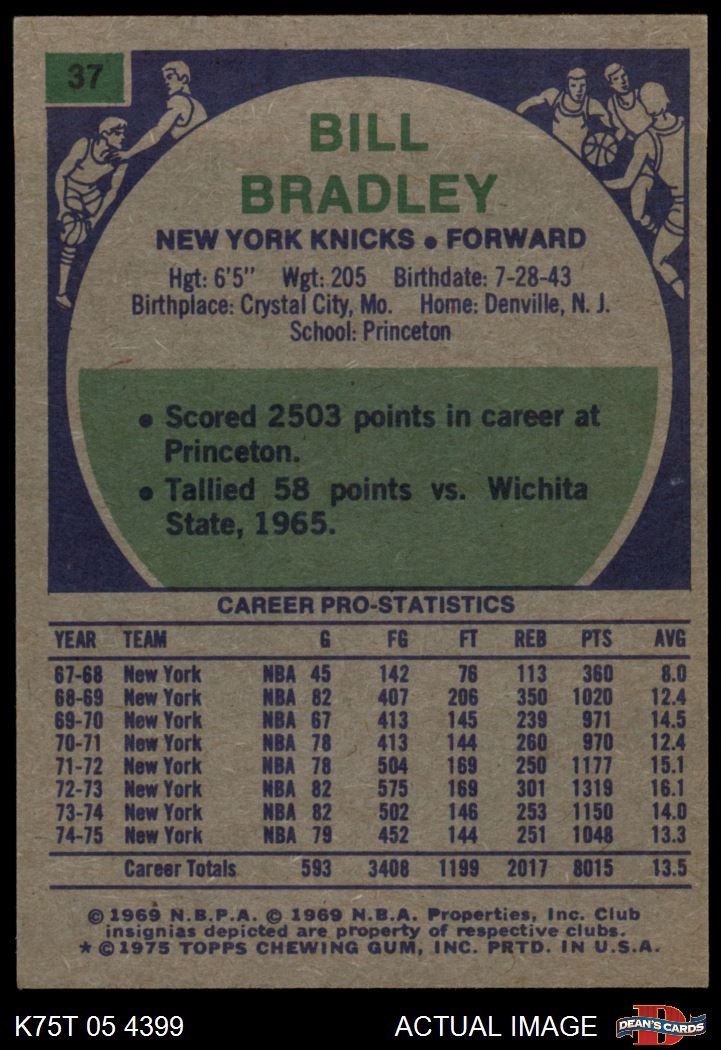 37
BILL
BRADLEY
NEW YORK KNICKS • FORWARD
Hgt: 6'5" Wgt: 205 Birthdate: 7-28-43
Birthplace: Crystal City, Mo. Home: Denville, N. J.
School: Princeton
• Scored 2503 points in career at
Princeton.
• Tallied 58 points vs. Wichita
State, 1965.
CAREER PRO-STATISTICS
YEAR TEAM G FG FT REB PTS AVG
67-68 New York NBA 45 142 76 113 360 8.0
68-69 New York NBA 82 407 206 350 1020 12.4
69-70 New York NBA 67 413 145 239 971 14.5
70-71 New York NBA 78 413 144 260 970 12.4
71-72 New York NBA 78 504 169 250 1177 15.1
72-73 New York NBA 82 575 169 301 1319 16.1
73-74 New York NBA 82 502 146 253 1150 14.0
74-75 New York NBA 79 452 144 251 1048 13.3
Career Totals 593 3408 1199 2017 8015 13.5
© 1969 N.B.P.A. © 1969 N.B.A. Properties, Inc. Club
insignias depicted are property of respective clubs.
* © 1975 TOPPS CHEWING GUM, INC. PRTD. IN U.S.A.
K75T 05 4399 ACTUAL IMAGE D DEAN'S CARDS